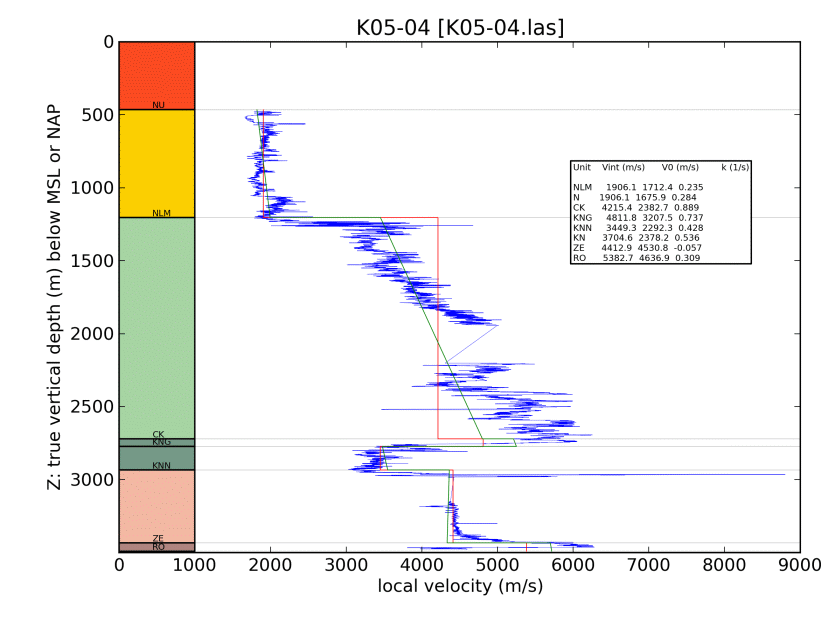 K05-04 [K05-04.las]
0
500
1000
1500
2000
2500
3000
Z: true vertical depth (m) below MSL or NAP
NU
NLM
CK
KNG
KNN
ZE
RO
Unit Vint (m/s) V0 (m/s) k (1/s)
NLM 1906.1 1712.4 0.235
N 1906.1 1675.9 0.284
CK 4215.4 2382.7 0.889
KNG 4811.8 3207.5 0.737
KNN 3449.3 2292.3 0.428
KN 3704.6 2378.2 0.536
ZE 4412.9 4530.8 -0.057
RO 5382.7 4636.9 0.309
0 1000 2000 3000 4000 5000 6000 7000 8000 9000
local velocity (m/s)